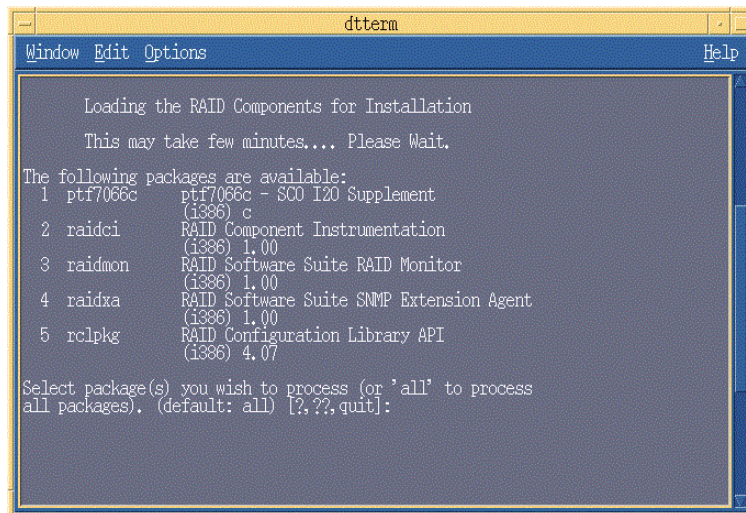 dtterm
Window Edit Options Help
Loading the RAID Components for Installation
This may take few minutes.... Please Wait.
The following packages are available:
1 ptf7066c ptf7066c - SCO I2O Supplement
(i386) c
2 raidci RAID Component Instrumentation
(i386) 1.00
3 raidmon RAID Software Suite RAID Monitor
(i386) 1.00
4 raidxa RAID Software Suite SNMP Extension Agent
(i386) 1.00
5 rclpkg RAID Configuration Library API
(i386) 4.07
Select package(s) you wish to process (or 'all' to process
all packages). (default: all) [?,??,quit]: